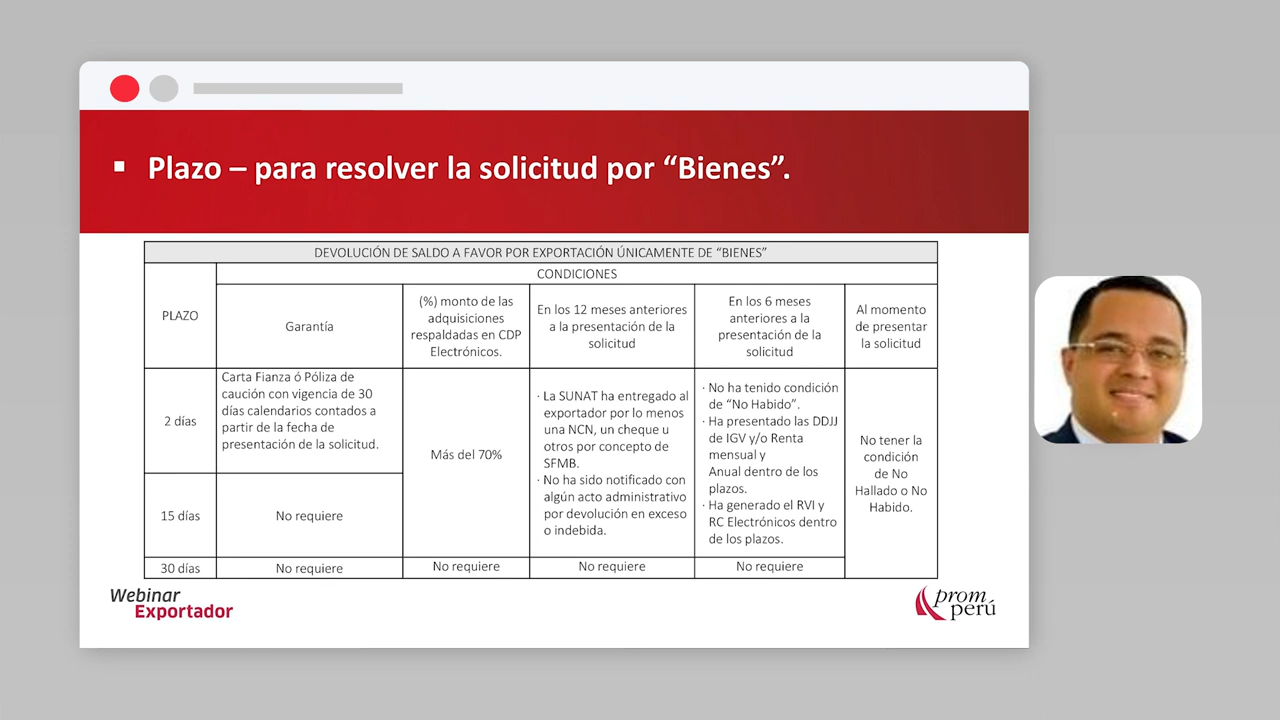 ▪ Plazo – para resolver la solicitud por “Bienes”.
DEVOLUCIÓN DE SALDO A FAVOR POR EXPORTACIÓN ÚNICAMENTE DE “BIENES”
PLAZO
CONDICIONES
Garantía
(%) monto de las
adquisiciones
respaldadas en CDP
Electrónicos.
En los 12 meses anteriores
a la presentación de la
solicitud
En los 6 meses
anteriores a la
presentación de la
solicitud
Al momento
de presentar
la solicitud
2 días
Carta Fianza ó Póliza de
caución con vigencia de 30
días calendarios contados a
partir de la fecha de
presentación de la solicitud.
Más del 70%
· La SUNAT ha entregado al
exportador por lo menos
una NCN, un cheque u
otros por concepto de
SFMB.
· No ha sido notificado con
algún acto administrativo
por devolución en exceso
o indebida.
· No ha tenido condición
de “No Habido”.
· Ha presentado las DDJJ
de IGV y/o Renta
mensual y
Anual dentro de los
plazos.
· Ha generado el RVI y
RC Electrónicos dentro
de los plazos.
No tener la
condición
de No
Hallado o No
Habido.
15 días
No requiere
30 días
No requiere
No requiere
No requiere
No requiere
Webinar
Exportador
prom
perú